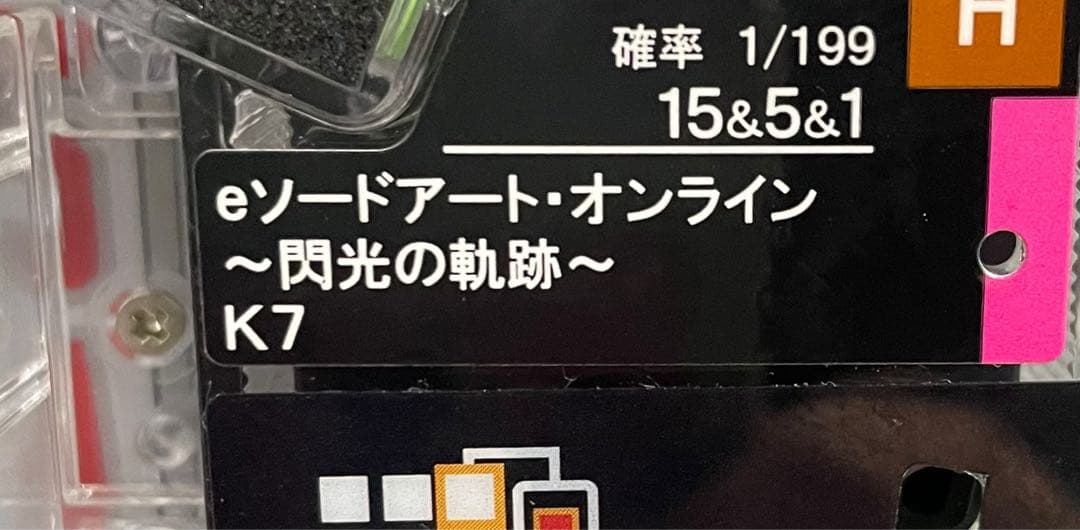 H
確率 1/199
15&5&1
eソードアート・オンライン
～閃光の軌跡～
K7